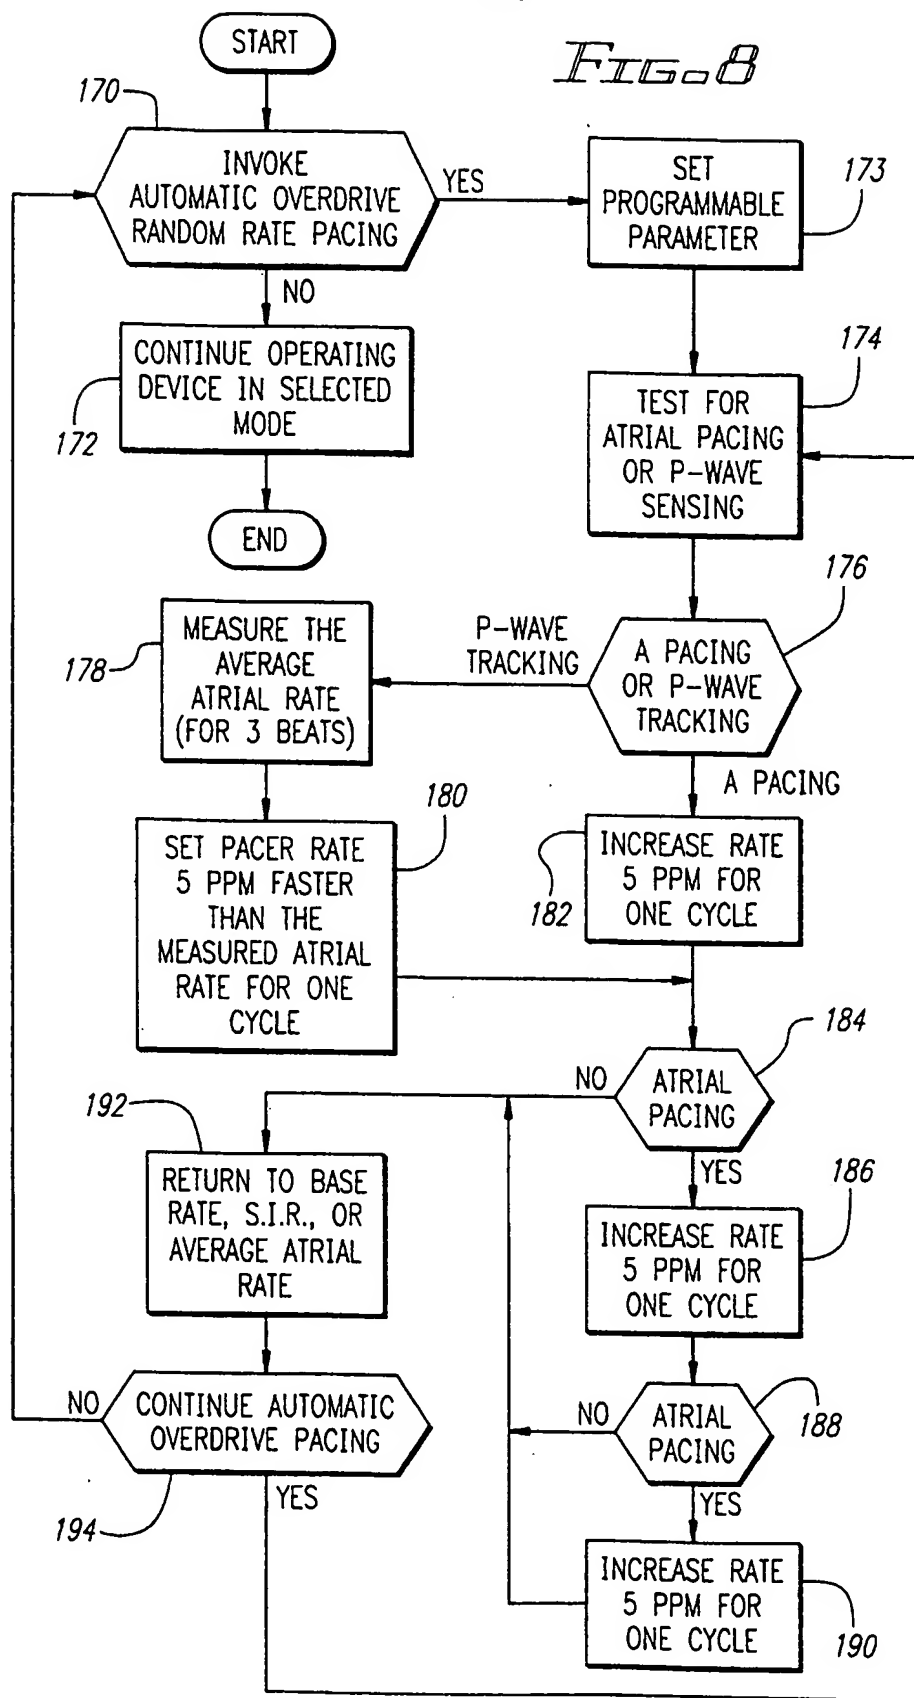 START
FIG. 8
170
INVOKE
AUTOMATIC OVERDRIVE
RANDOM RATE PACING
YES
SET
PROGRAMMABLE
PARAMETER
173
NO
CONTINUE OPERATING
DEVICE IN SELECTED
MODE
172
END
174
TEST FOR
ATRIAL PACING
OR P-WAVE
SENSING
176
A PACING
OR P-WAVE
TRACKING
P-WAVE
TRACKING
MEASURE THE
AVERAGE
ATRIAL RATE
(FOR 3 BEATS)
178
A PACING
180
SET PACER RATE
5 PPM FASTER
THAN THE
MEASURED ATRIAL
RATE FOR ONE
CYCLE
INCREASE RATE
5 PPM FOR
ONE CYCLE
182
184
ATRIAL
PACING
NO
192
RETURN TO BASE
RATE, S.I.R., OR
AVERAGE ATRIAL
RATE
YES
186
INCREASE RATE
5 PPM FOR
ONE CYCLE
ATRIAL
PACING
188
NO
NO
CONTINUE AUTOMATIC
OVERDRIVE PACING
194
YES
YES
INCREASE RATE
5 PPM FOR
ONE CYCLE
190